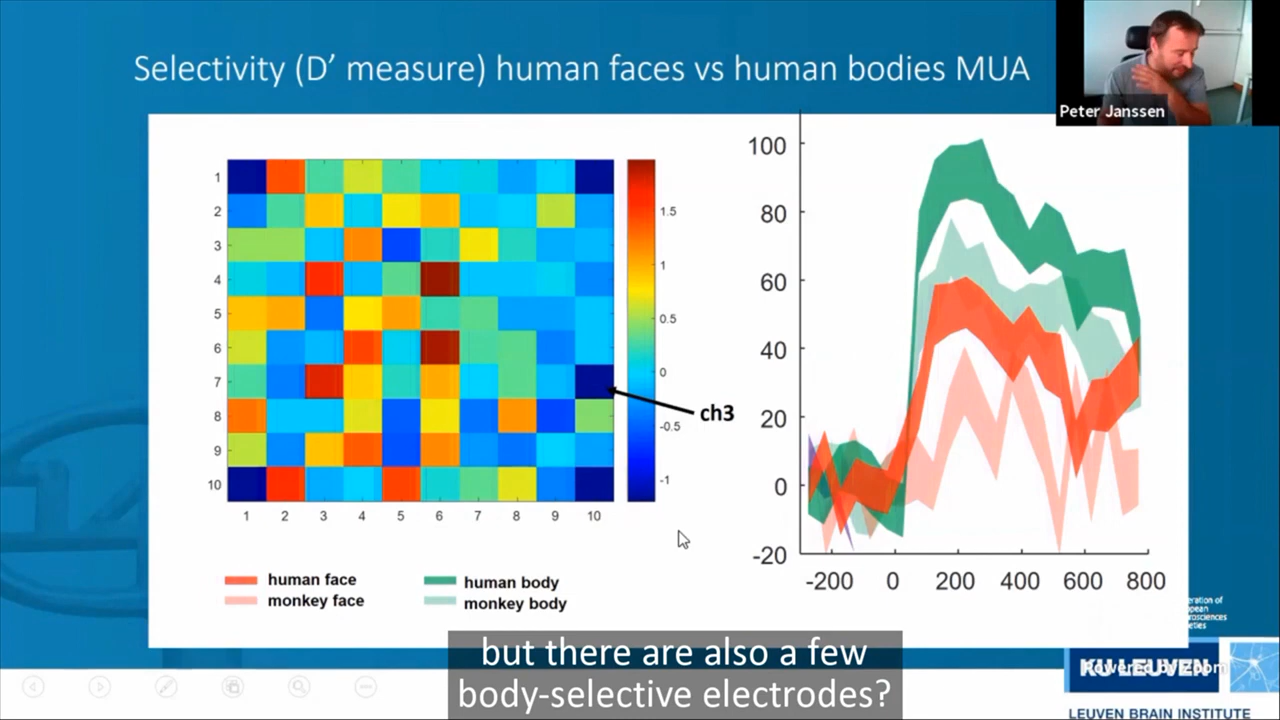 Selectivity (D’ measure) human faces vs human bodies MUA
Peter Janssen
1
2
3
4
5
6
7
8
9
10
1 2 3 4 5 6 7 8 9 10
1.5
1
0.5
0
-0.5
-1
ch3
100
80
60
40
20
0
-20
-200 0 200 400 600 800
human face
monkey face
human body
monkey body
but there are also a few
body-selective electrodes?
KU LEUVEN
LEUVEN BRAIN INSTITUTE